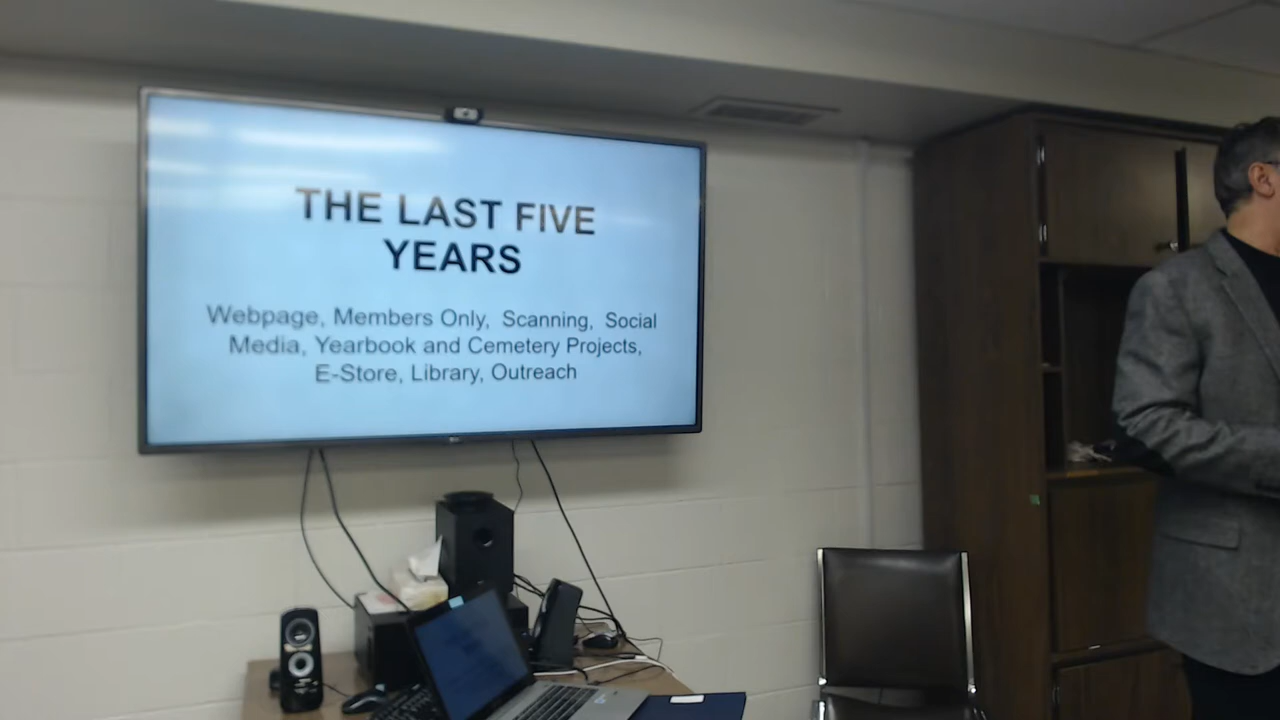 THE LAST FIVE
YEARS
Webpage, Members Only, Scanning, Social
Media, Yearbook and Cemetery Projects,
E-Store, Library, Outreach